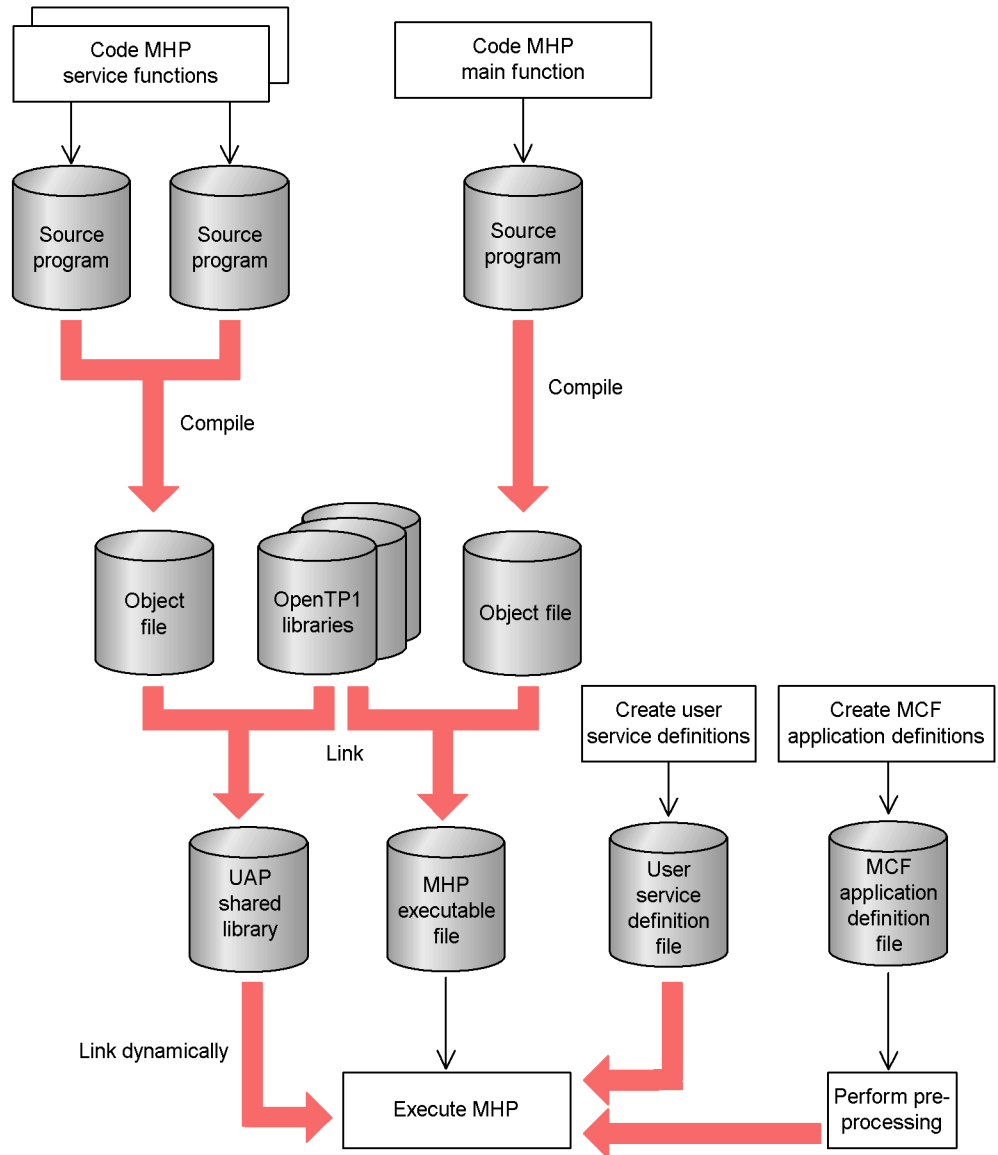 Code MHP
service functions
Code MHP
main function
Source
program
Source
program
Source
program
Compile
Compile
Object
file
OpenTP1
libraries
Object file
Link
Create user
service definitions
Create MCF
application definitions
UAP
shared
library
MHP
executable
file
User
service
definition
file
MCF
application
definition
file
Link dynamically
Execute MHP
Perform pre-
processing